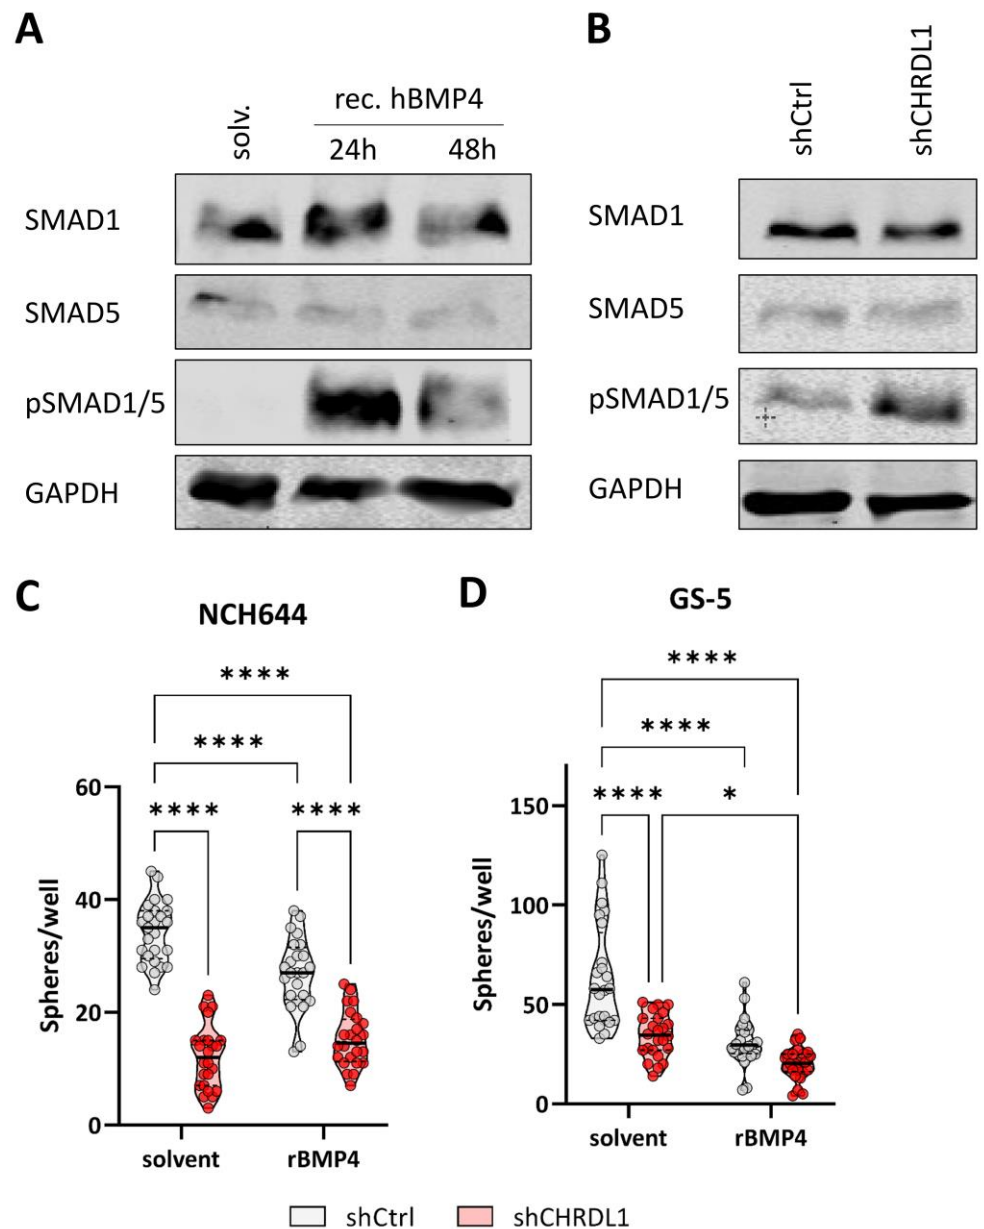 A
solv.
rec. hBMP4
24h
48h
SMAD1
SMAD5
pSMAD1/5
GAPDH
B
shCtrl
shCHRDL1
SMAD1
SMAD5
pSMAD1/5
GAPDH
C
NCH644
****
****
****
****
60
40
20
0
Spheres/well
solvent
rBMP4
D
GS-5
****
****
****
*
150
100
50
0
Spheres/well
solvent
rBMP4
shCtrl
shCHRDL1